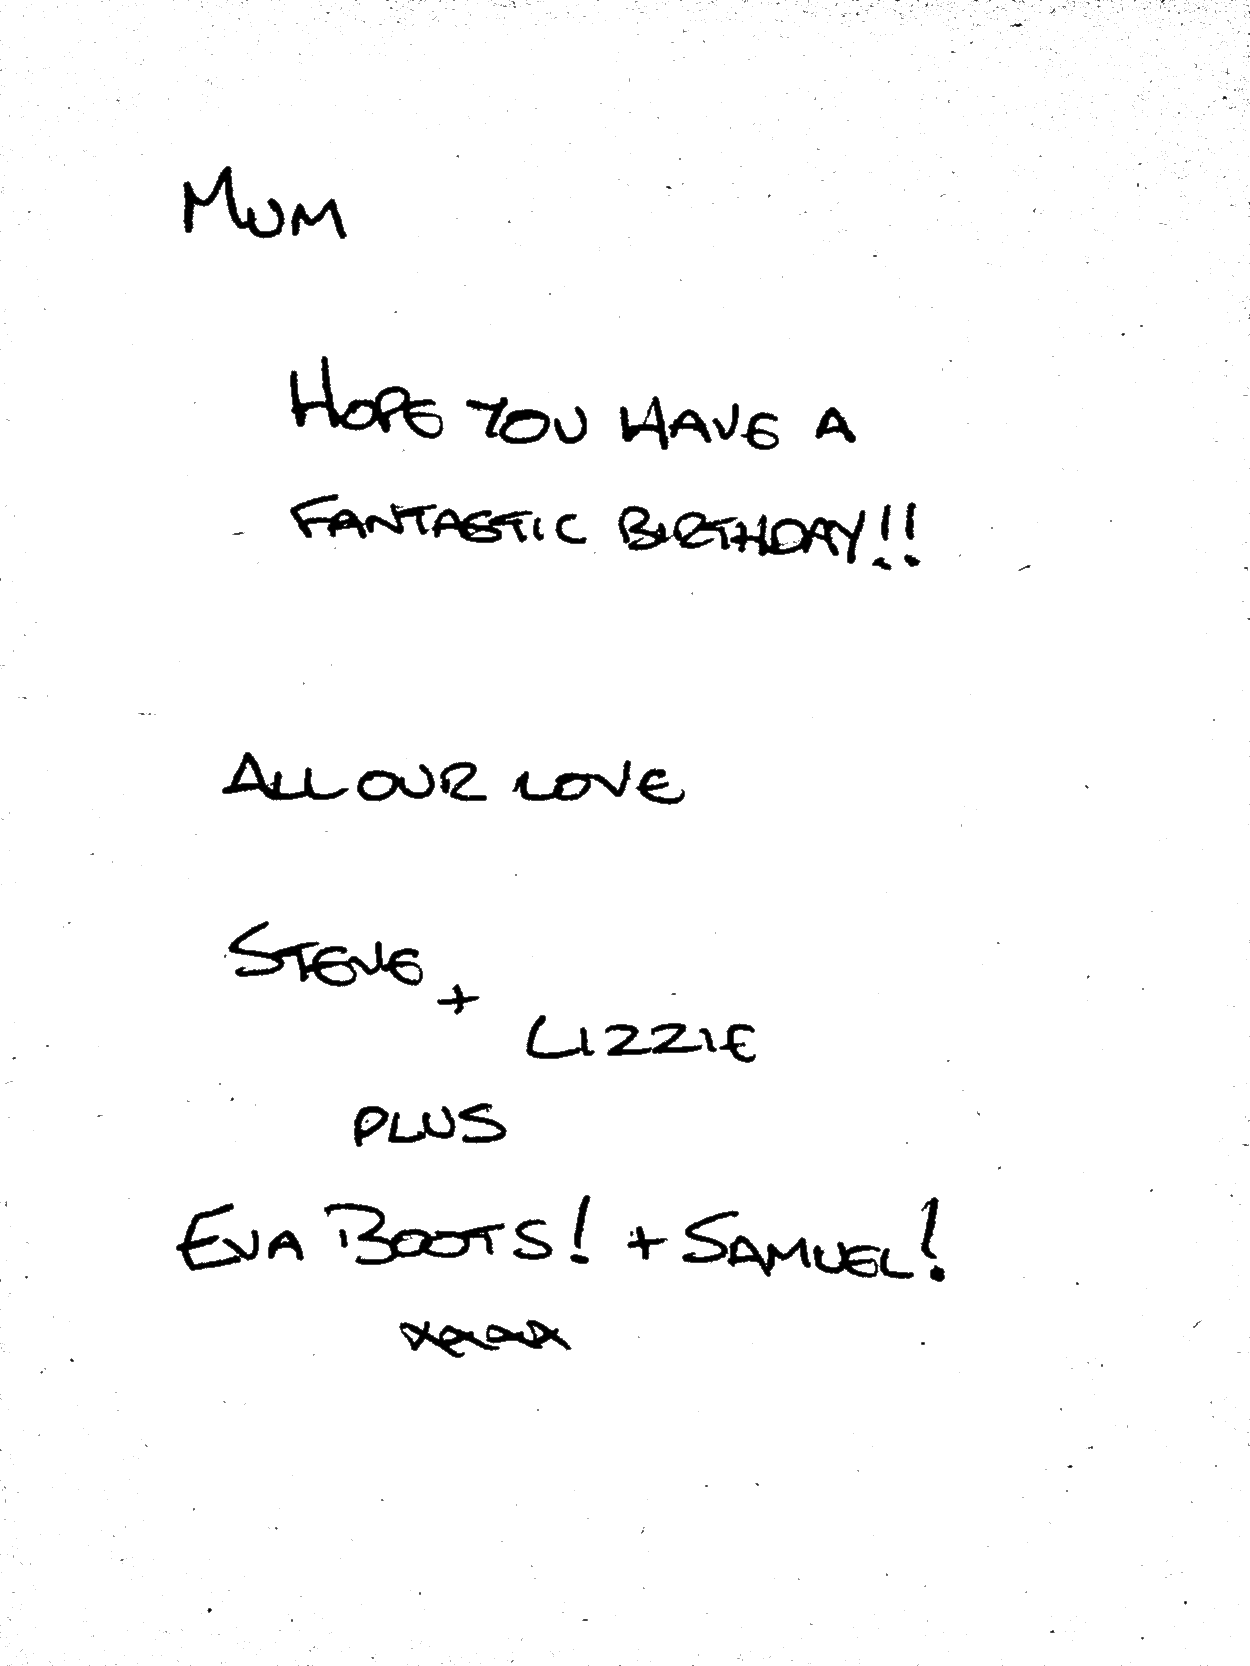 MUM
HOPE YOU HAVE A
FANTASTIC BIRTHDAY!!
ALL OUR LOVE
STEVE +
LIZZIE
PLUS
EVA BOOTS! + SAMUEL!
xxxx